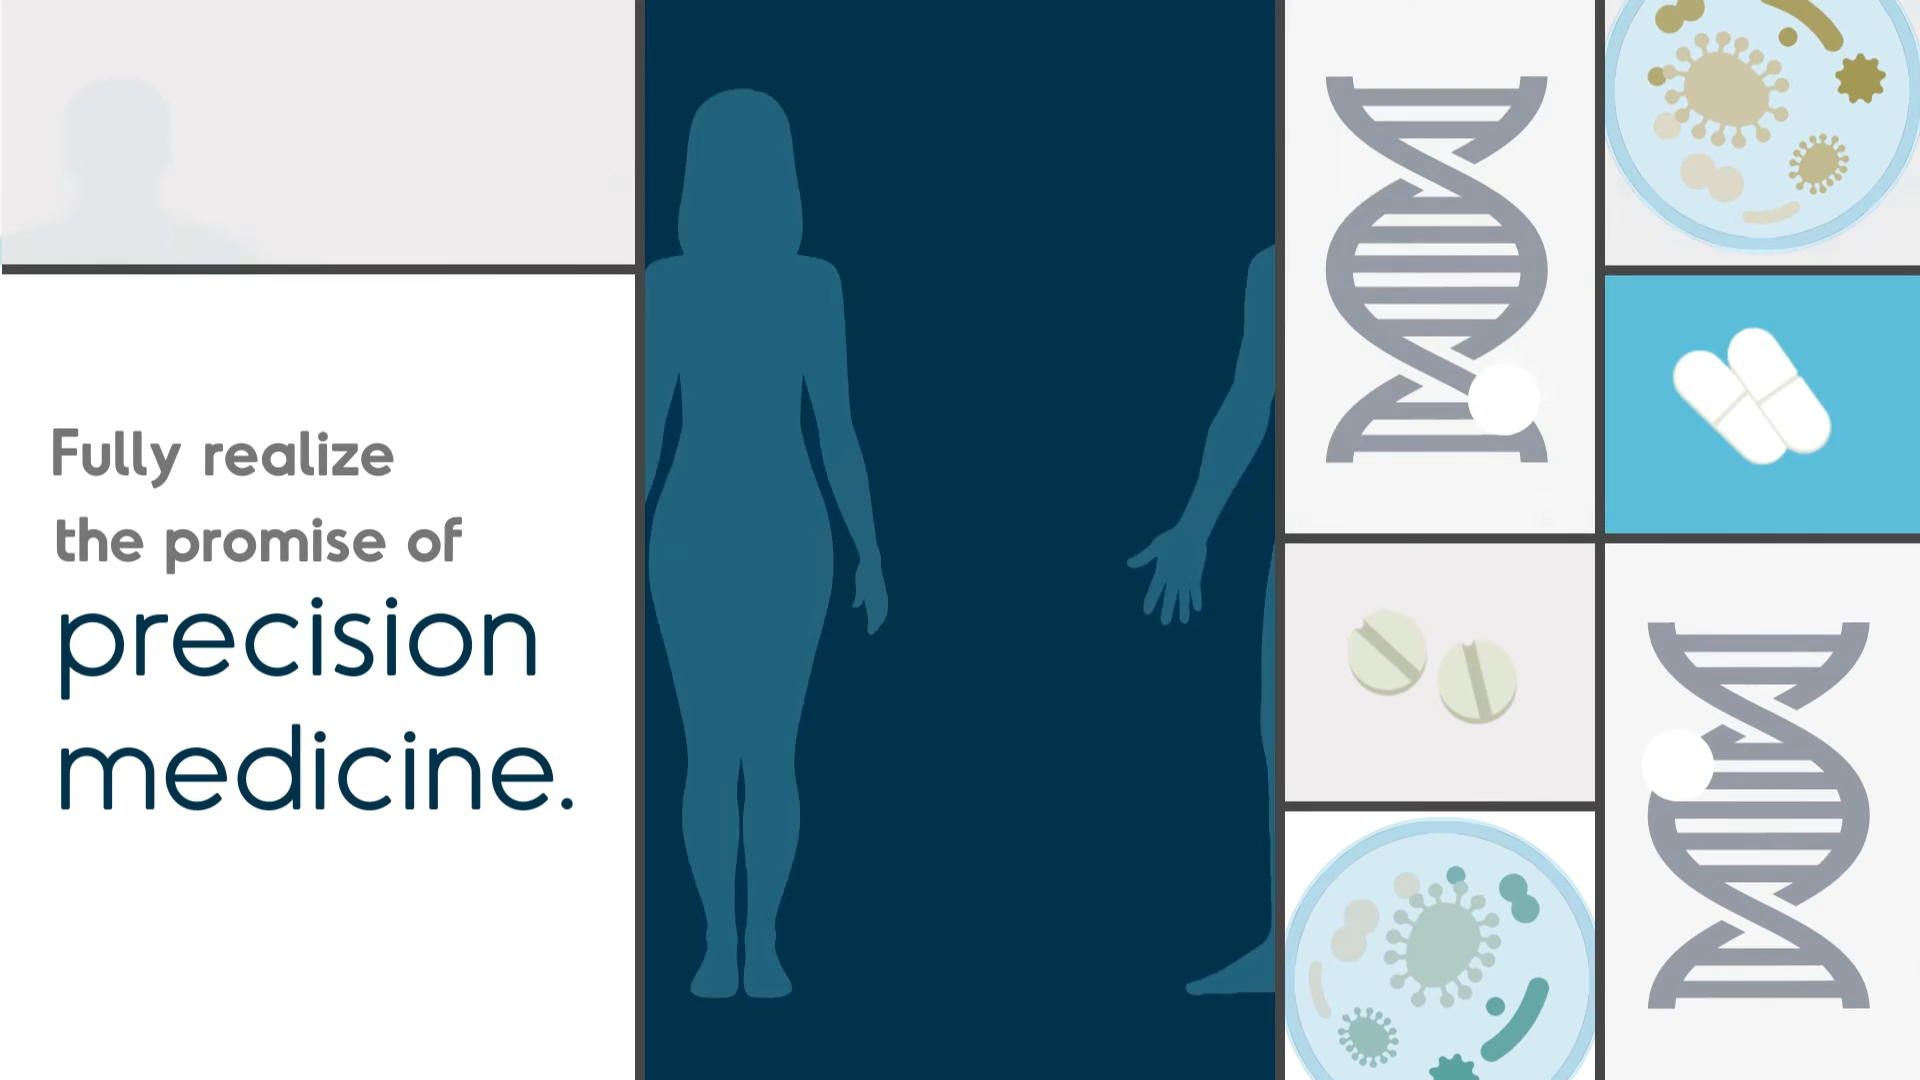 Fully realize
the promise of
precision
medicine.